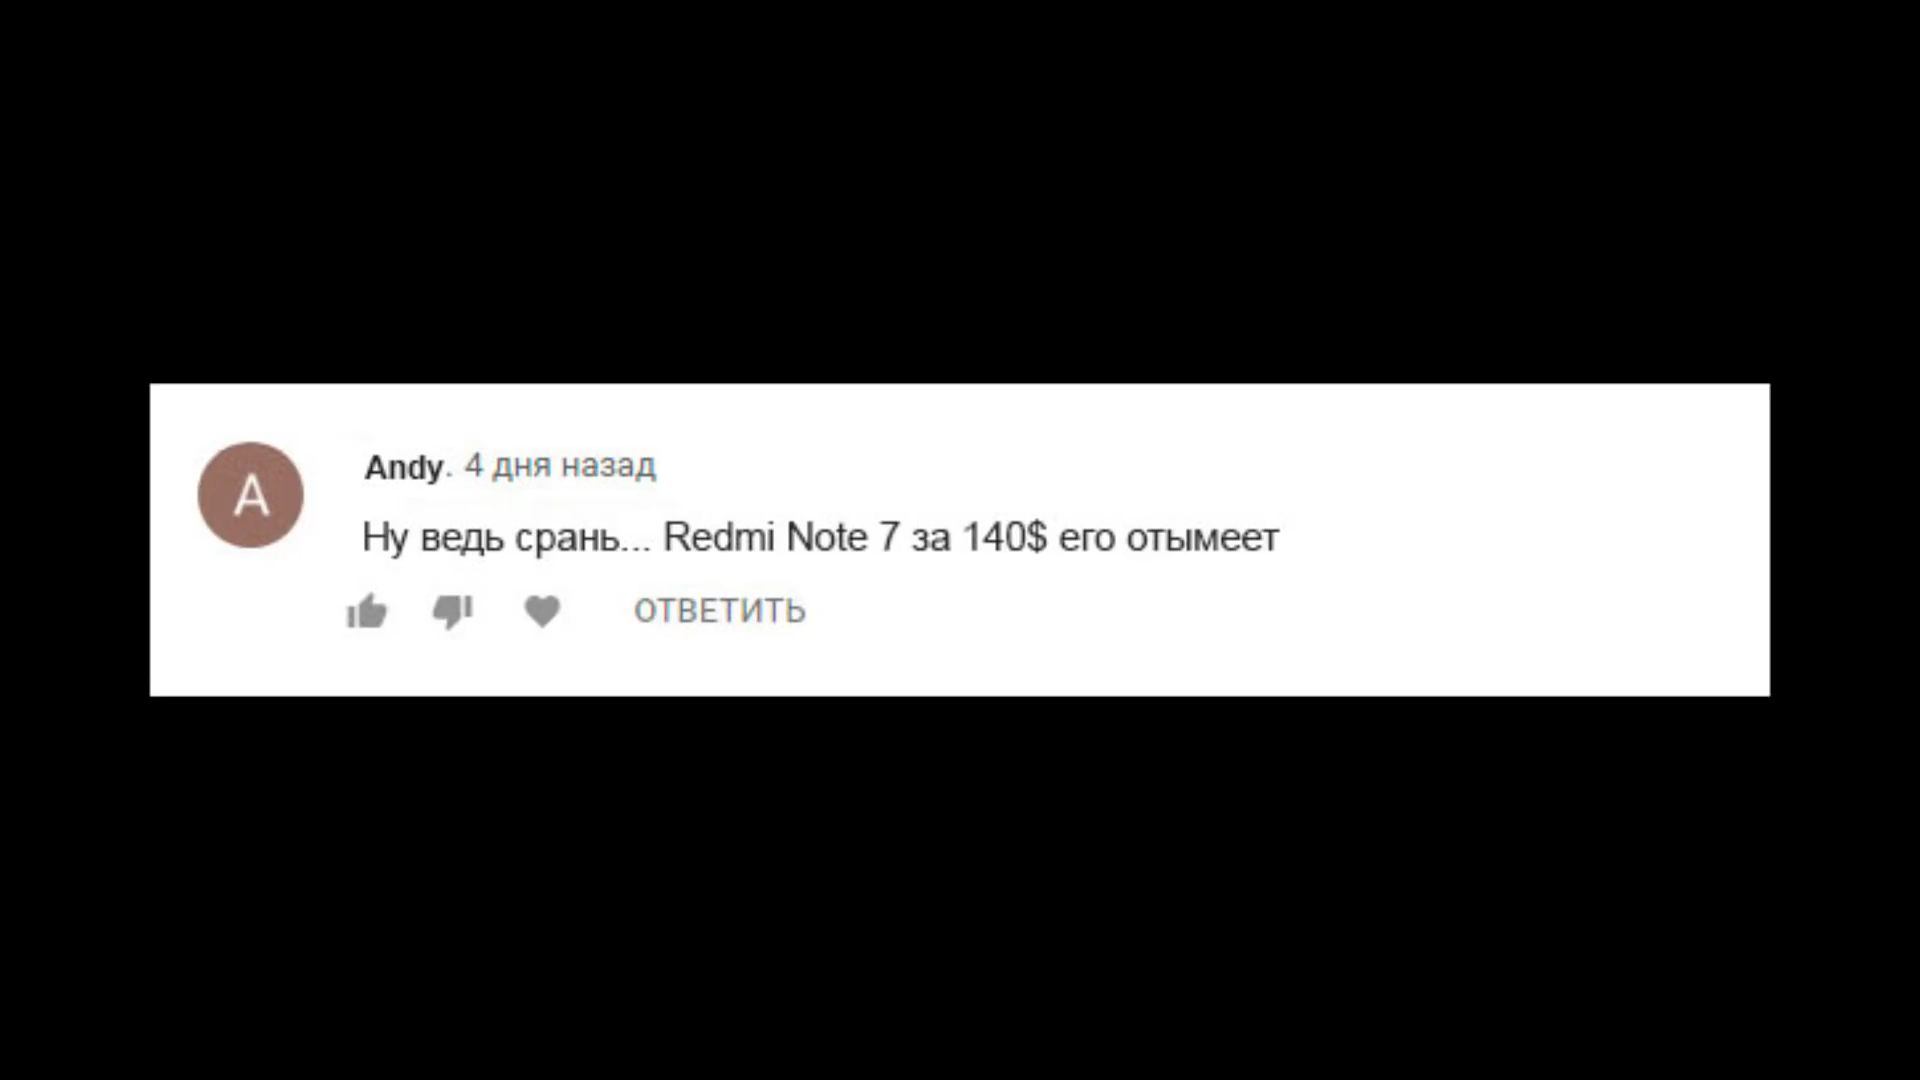 A
Andy. 4 дня назад
Ну ведь срань... Redmi Note 7 за 140$ его отымеет
ОТВЕТИТЬ